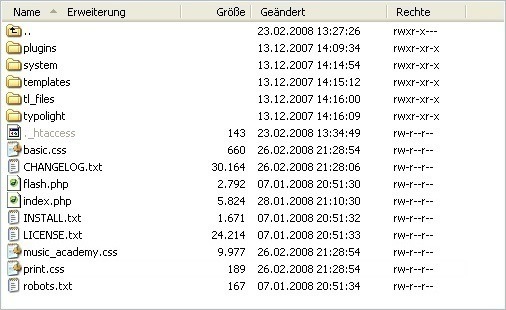 Name Erweiterung Größe Geändert Rechte
.. 23.02.2008 13:27:26 rwxr-x---
plugins 13.12.2007 14:09:34 rwxr-xr-x
system 13.12.2007 14:14:54 rwxr-xr-x
templates 13.12.2007 14:15:12 rwxr-xr-x
tl_files 13.12.2007 14:16:00 rwxr-xr-x
typolight 13.12.2007 14:16:09 rwxr-xr-x
._htaccess 143 23.02.2008 13:34:49 rw-r--r--
basic.css 660 26.02.2008 21:28:54 rw-r--r--
CHANGELOG.txt 30.164 26.02.2008 21:28:06 rw-r--r--
flash.php 2.792 07.01.2008 20:51:30 rw-r--r--
index.php 5.824 28.01.2008 21:10:30 rw-r--r--
INSTALL.txt 1.671 07.01.2008 20:51:32 rw-r--r--
LICENSE.txt 24.214 07.01.2008 20:51:33 rw-r--r--
music_academy.css 9.977 26.02.2008 21:28:54 rw-r--r--
print.css 189 26.02.2008 21:28:54 rw-r--r--
robots.txt 167 07.01.2008 20:51:34 rw-r--r--